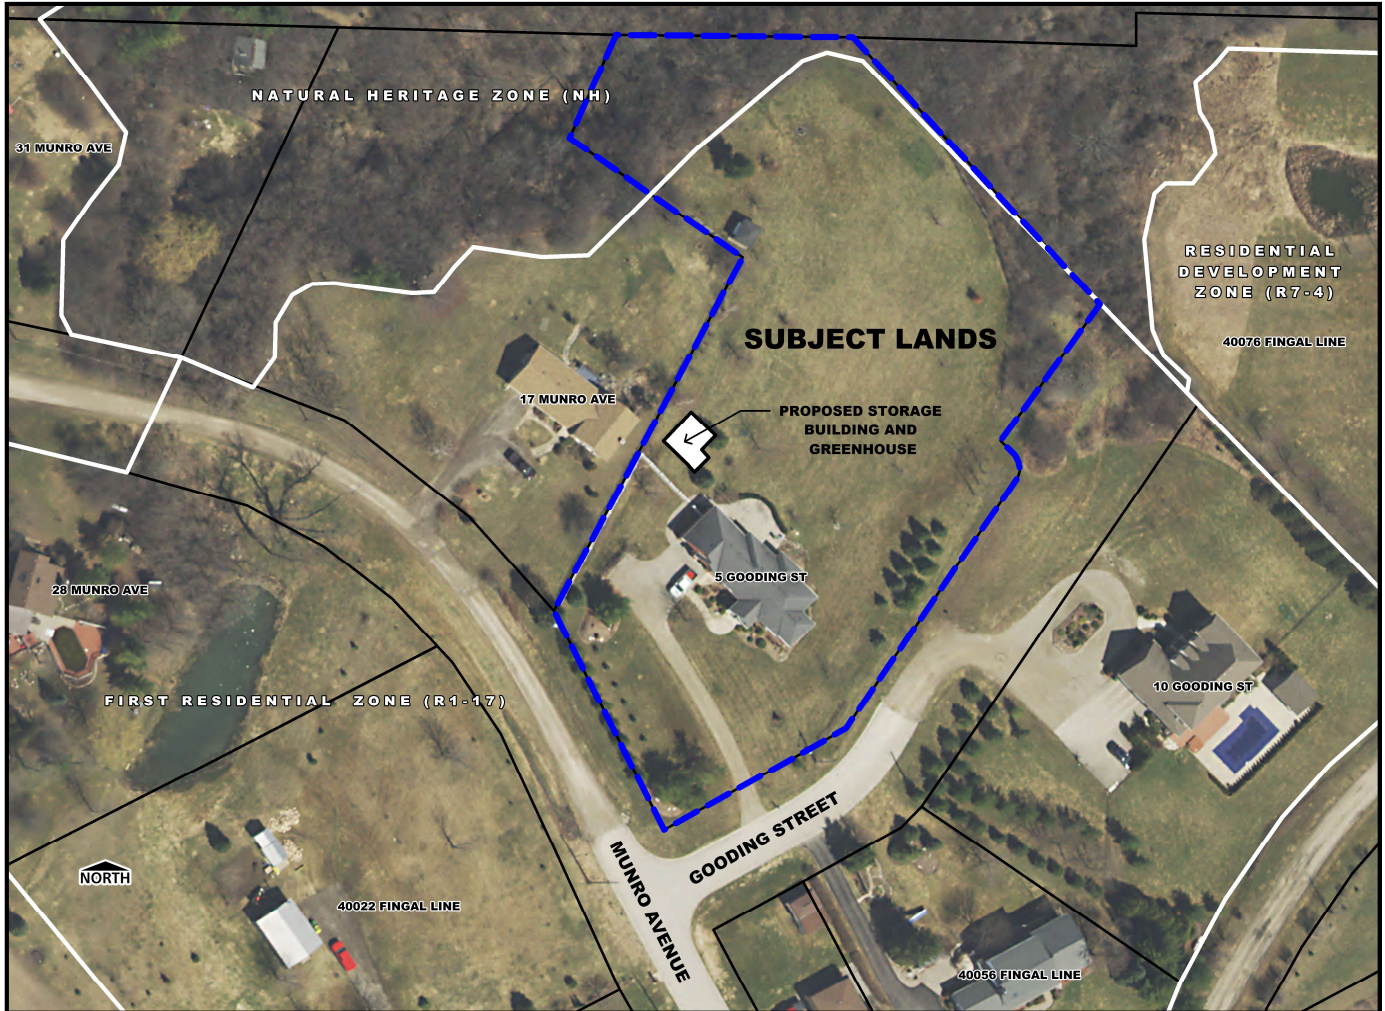 NATURAL HERITAGE ZONE (NH)
31 MUNRO AVE
RESIDENTIAL
DEVELOPMENT
ZONE (R7-4)
SUBJECT LANDS
40076 FINGAL LINE
17 MUNRO AVE
PROPOSED STORAGE
BUILDING AND
GREENHOUSE
5 GOODING ST
28 MUNRO AVE
10 GOODING ST
FIRST RESIDENTIAL ZONE (R1-17)
GOODING STREET
MUNRO AVENUE
NORTH
40022 FINGAL LINE
40056 FINGAL LINE